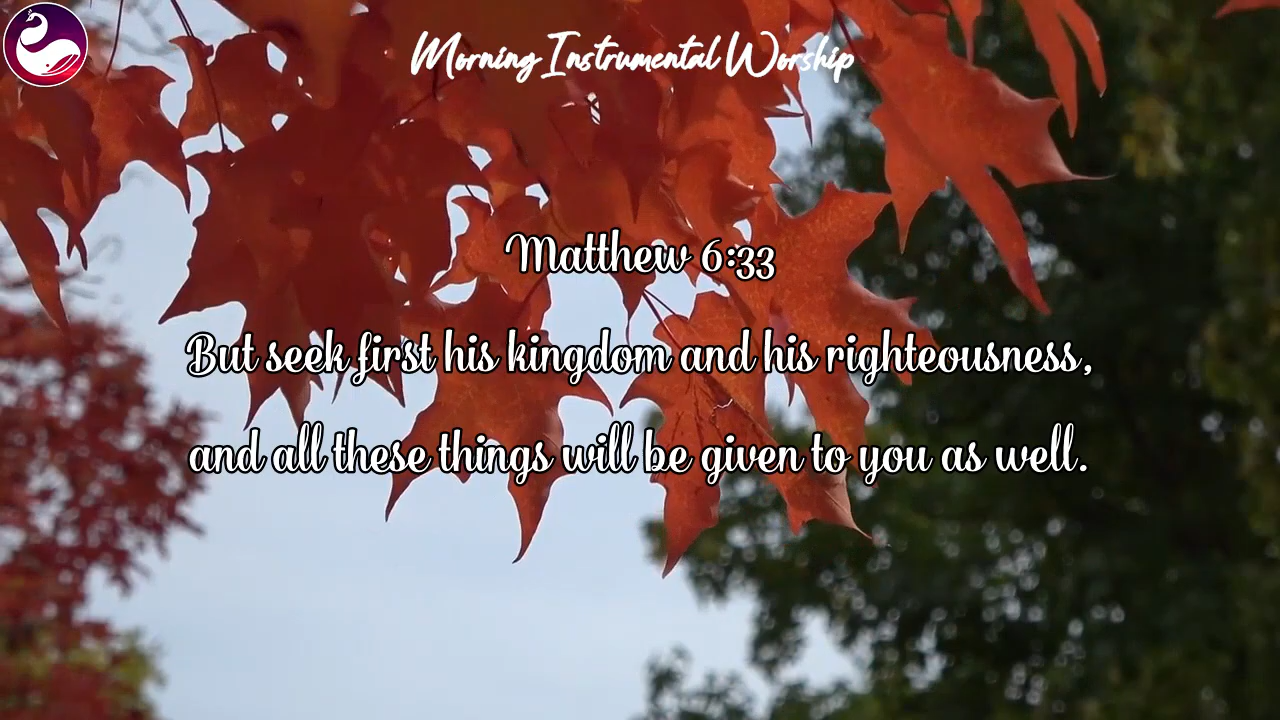 Morning Instrumental Worship
Matthew 6:33
But seek first his kingdom and his righteousness,
and all these things will be given to you as well.